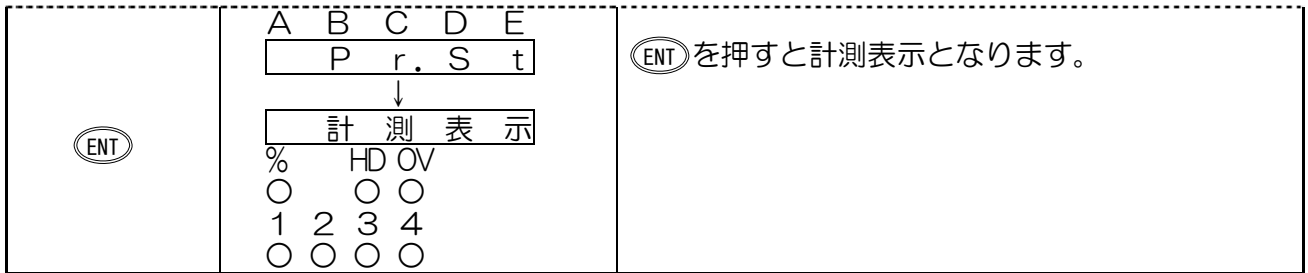 ENT
A B C D E
P r. S t
↓
計 測 表 示
% HD OV
○ ○ ○
1 2 3 4
○ ○ ○ ○
ENTを押すと計測表示となります。